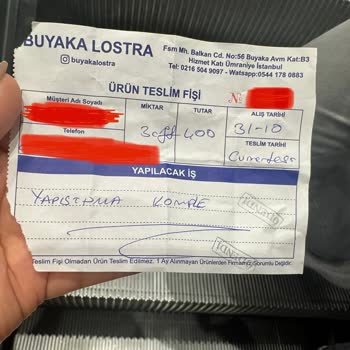 BUYAKA LOSTRA
buyakalostra
Fsm Mh. Balkan Cd. No:56 Buyaka Avm Kat:B3
Hizmet Katı Ümraniye İstanbul
Tel: 0216 504 9097 - Watsapp:0544 178 0883
ÜRÜN TESLİM FİŞİ
№
Müşteri Adı Soyadı
MİKTAR
TUTAR
ALIŞ TARİHİ
3 çift
400
31-10
Telefon
TESLİM TARİHİ
Cumartesi
YAPILACAK İŞ
YAPIŞTIRMA KOMPLE
Teslim Fişi Olmadan Ürün Teslim Edilmez. 1 Ay Alınmayan Ürünlerden Firmamız Sorumlu Değildir.